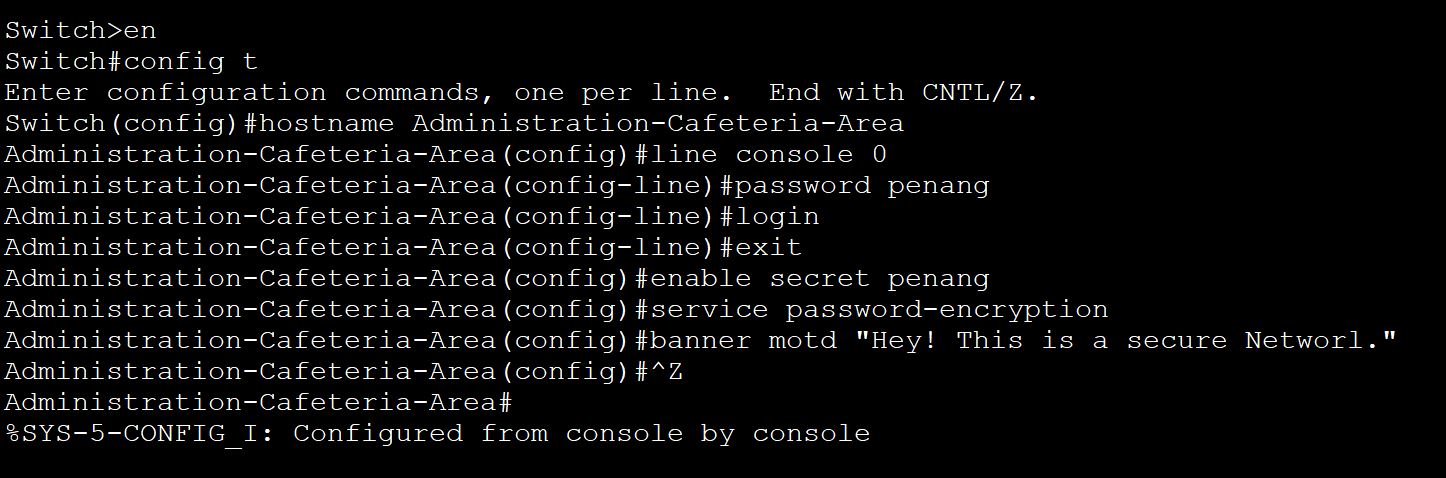 Switch>en
Switch#config t
Enter configuration commands, one per line.  End with CNTL/Z.
Switch(config)#hostname Administration-Cafeteria-Area
Administration-Cafeteria-Area(config)#line console 0
Administration-Cafeteria-Area(config-line)#password penang
Administration-Cafeteria-Area(config-line)#login
Administration-Cafeteria-Area(config-line)#exit
Administration-Cafeteria-Area(config)#enable secret penang
Administration-Cafeteria-Area(config)#service password-encryption
Administration-Cafeteria-Area(config)#banner motd "Hey! This is a secure Networl."
Administration-Cafeteria-Area(config)#^Z
Administration-Cafeteria-Area#
%SYS-5-CONFIG_I: Configured from console by console